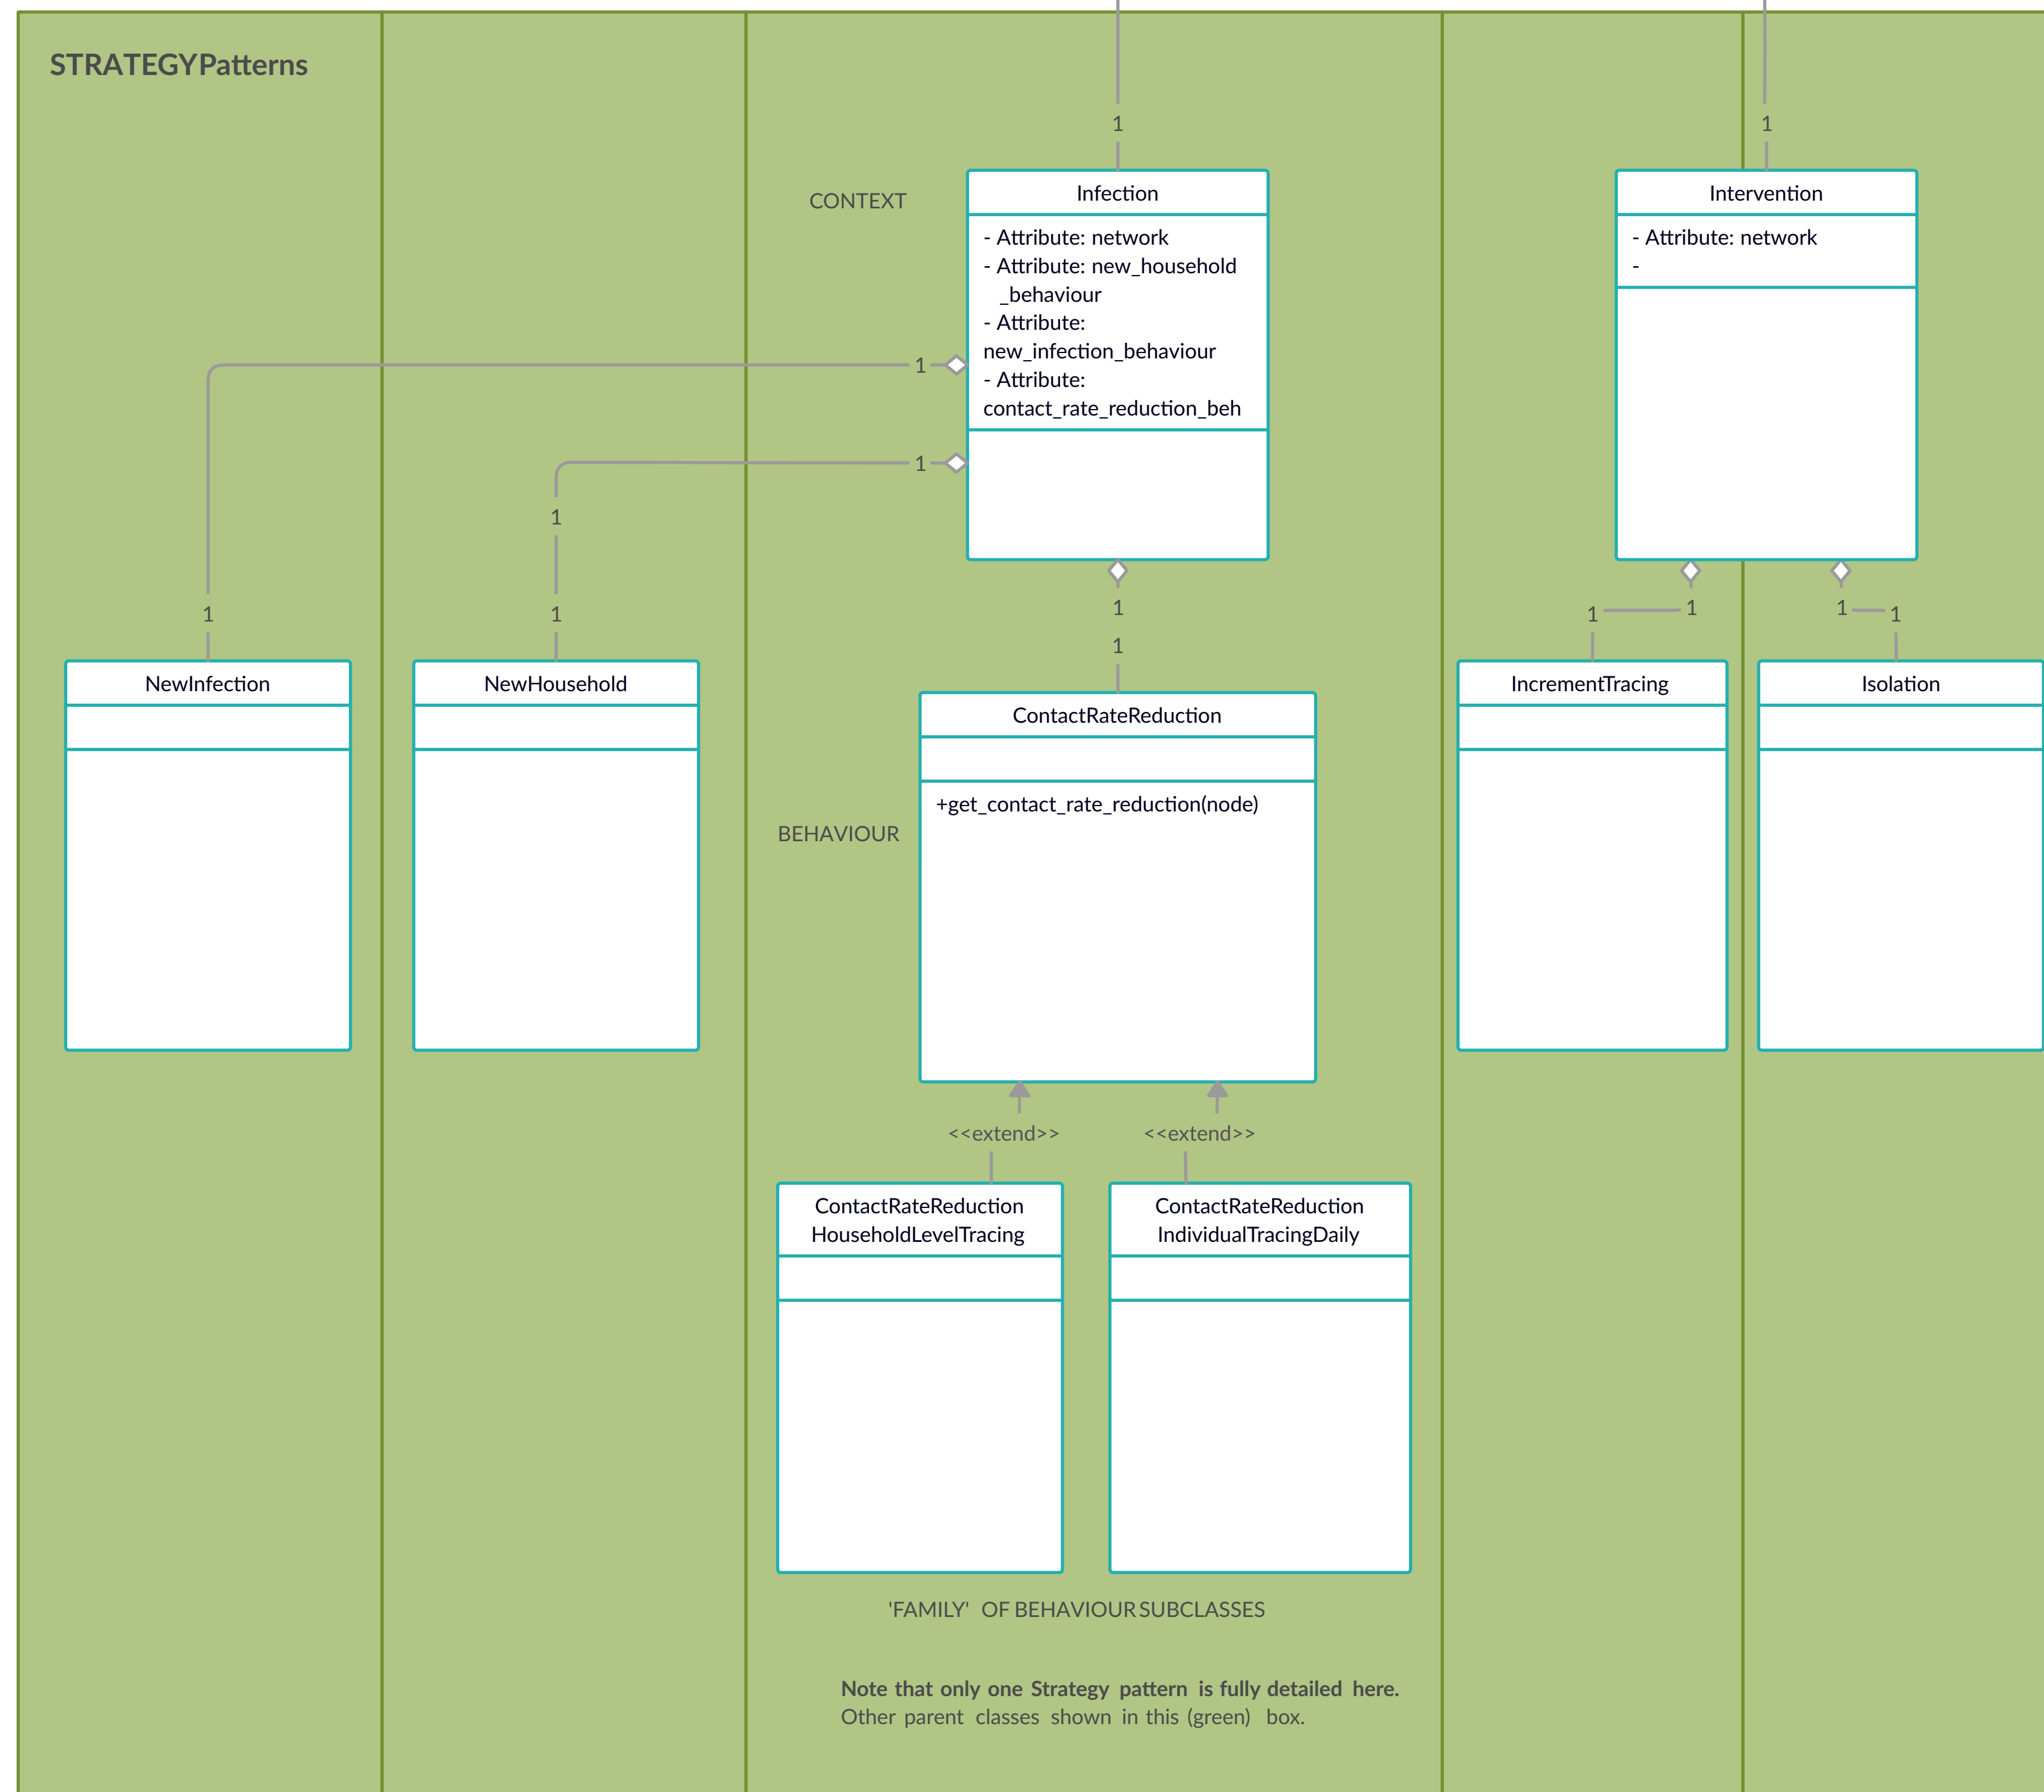 STRATEGY Patterns
1
1
CONTEXT
Infection
- Attribute: network
- Attribute: new_household
_behaviour
- Attribute:
new_infection_behaviour
- Attribute:
contact_rate_reduction_beh
Intervention
- Attribute: network
-
1
1
1
1
1
1
1
1
1
1
1
1
NewInfection
NewHousehold
ContactRateReduction
+get_contact_rate_reduction(node)
IncrementTracing
Isolation
BEHAVIOUR
<<extend>>
<<extend>>
ContactRateReduction
HouseholdLevelTracing
ContactRateReduction
IndividualTracingDaily
'FAMILY' OF BEHAVIOUR SUBCLASSES
Note that only one Strategy pattern is fully detailed here.
Other parent classes shown in this (green) box.